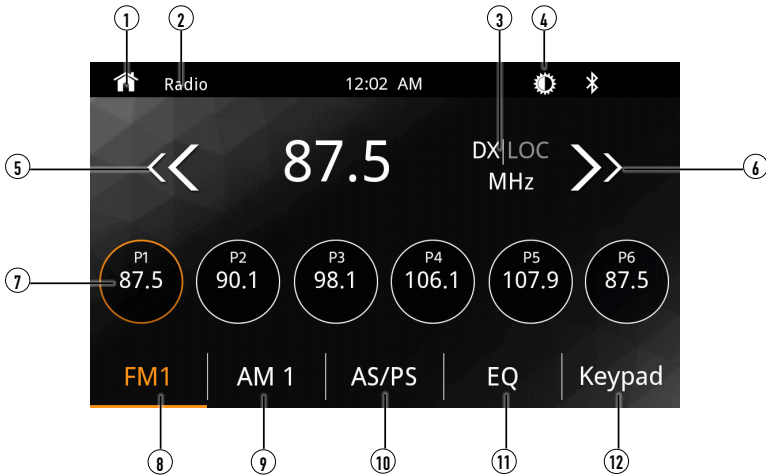 1 2 3 4
Radio 12:02 AM
87.5 DX|LOC
MHz
5 6
P1 P2 P3 P4 P5 P6
87.5 90.1 98.1 106.1 107.9 87.5
7
FM1 AM 1 AS/PS EQ Keypad
8 9 10 11 12